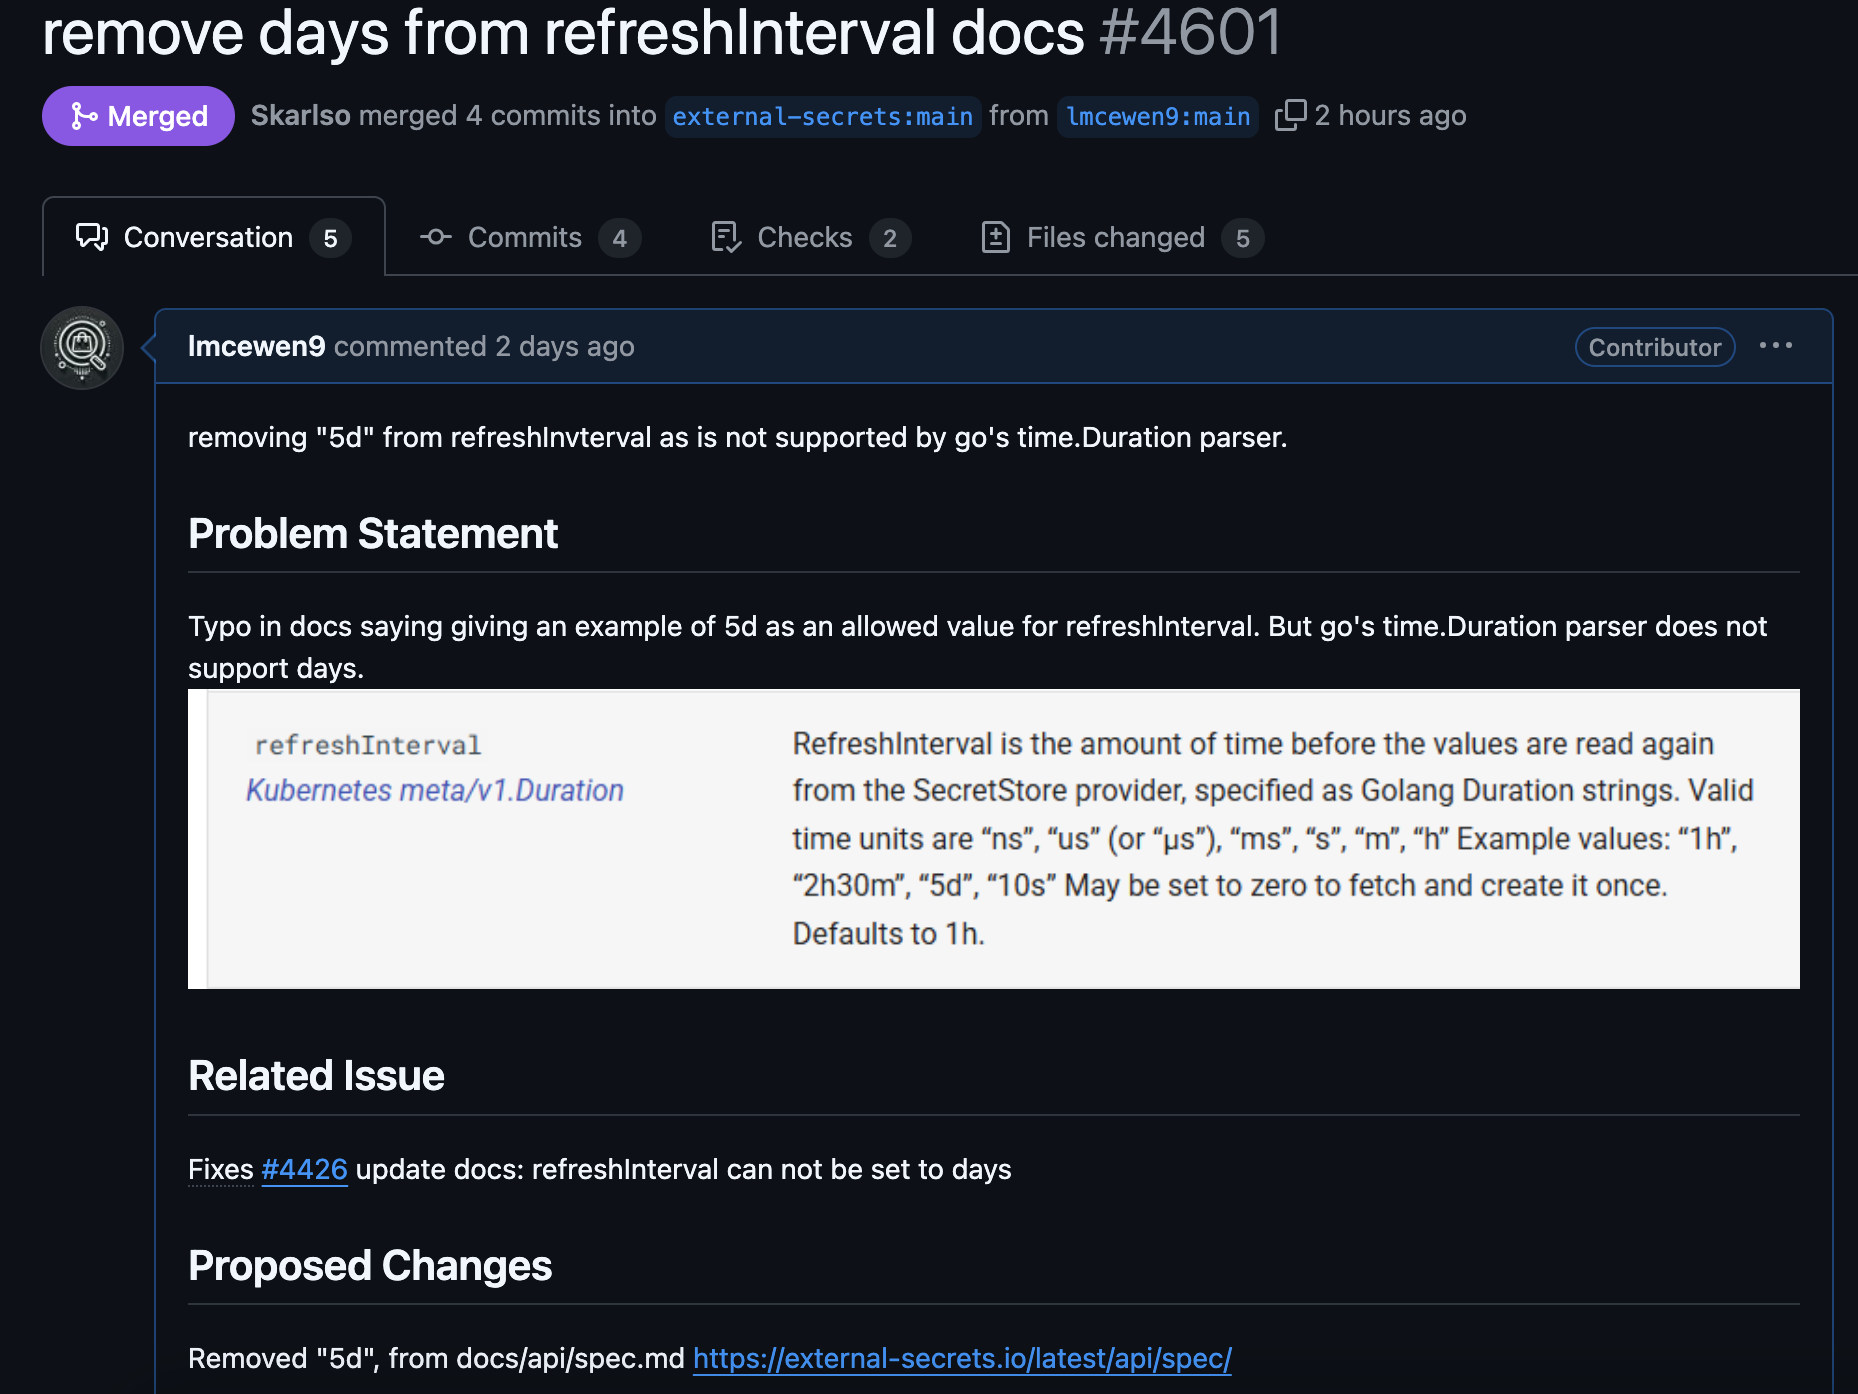 remove days from refreshInterval docs #4601
Merged Skarlso merged 4 commits into external-secrets:main from lmcewen9:main 2 hours ago
Conversation 5 Commits 4 Checks 2 Files changed 5
lmcewen9 commented 2 days ago Contributor ...
removing "5d" from refreshInvterval as is not supported by go's time.Duration parser.
Problem Statement
Typo in docs saying giving an example of 5d as an allowed value for refreshInterval. But go's time.Duration parser does not
support days.
refreshInterval RefreshInterval is the amount of time before the values are read again
Kubernetes meta/v1.Duration from the SecretStore provider, specified as Golang Duration strings. Valid
time units are “ns”, “us” (or “µs”), “ms”, “s”, “m”, “h” Example values: “1h”,
“2h30m”, “5d”, “10s” May be set to zero to fetch and create it once.
Defaults to 1h.
Related Issue
Fixes #4426 update docs: refreshInterval can not be set to days
Proposed Changes
Removed "5d", from docs/api/spec.md https://external-secrets.io/latest/api/spec/